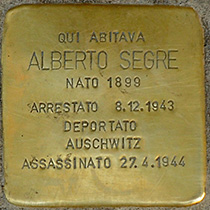 QUI ABITAVA
ALBERTO SEGRE
NATO 1899
ARRESTATO 8.12.1943
DEPORTATO
AUSCHWITZ
ASSASSINATO 27.4.1944